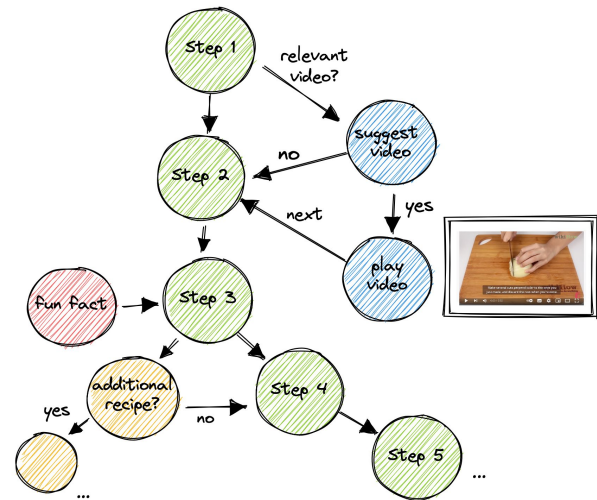 Step 1
relevant
video?
suggest
video
no
Step 2
yes
next
play
video
fun fact
Step 3
additional
recipe?
Step 4
yes
no
Step 5
...
...